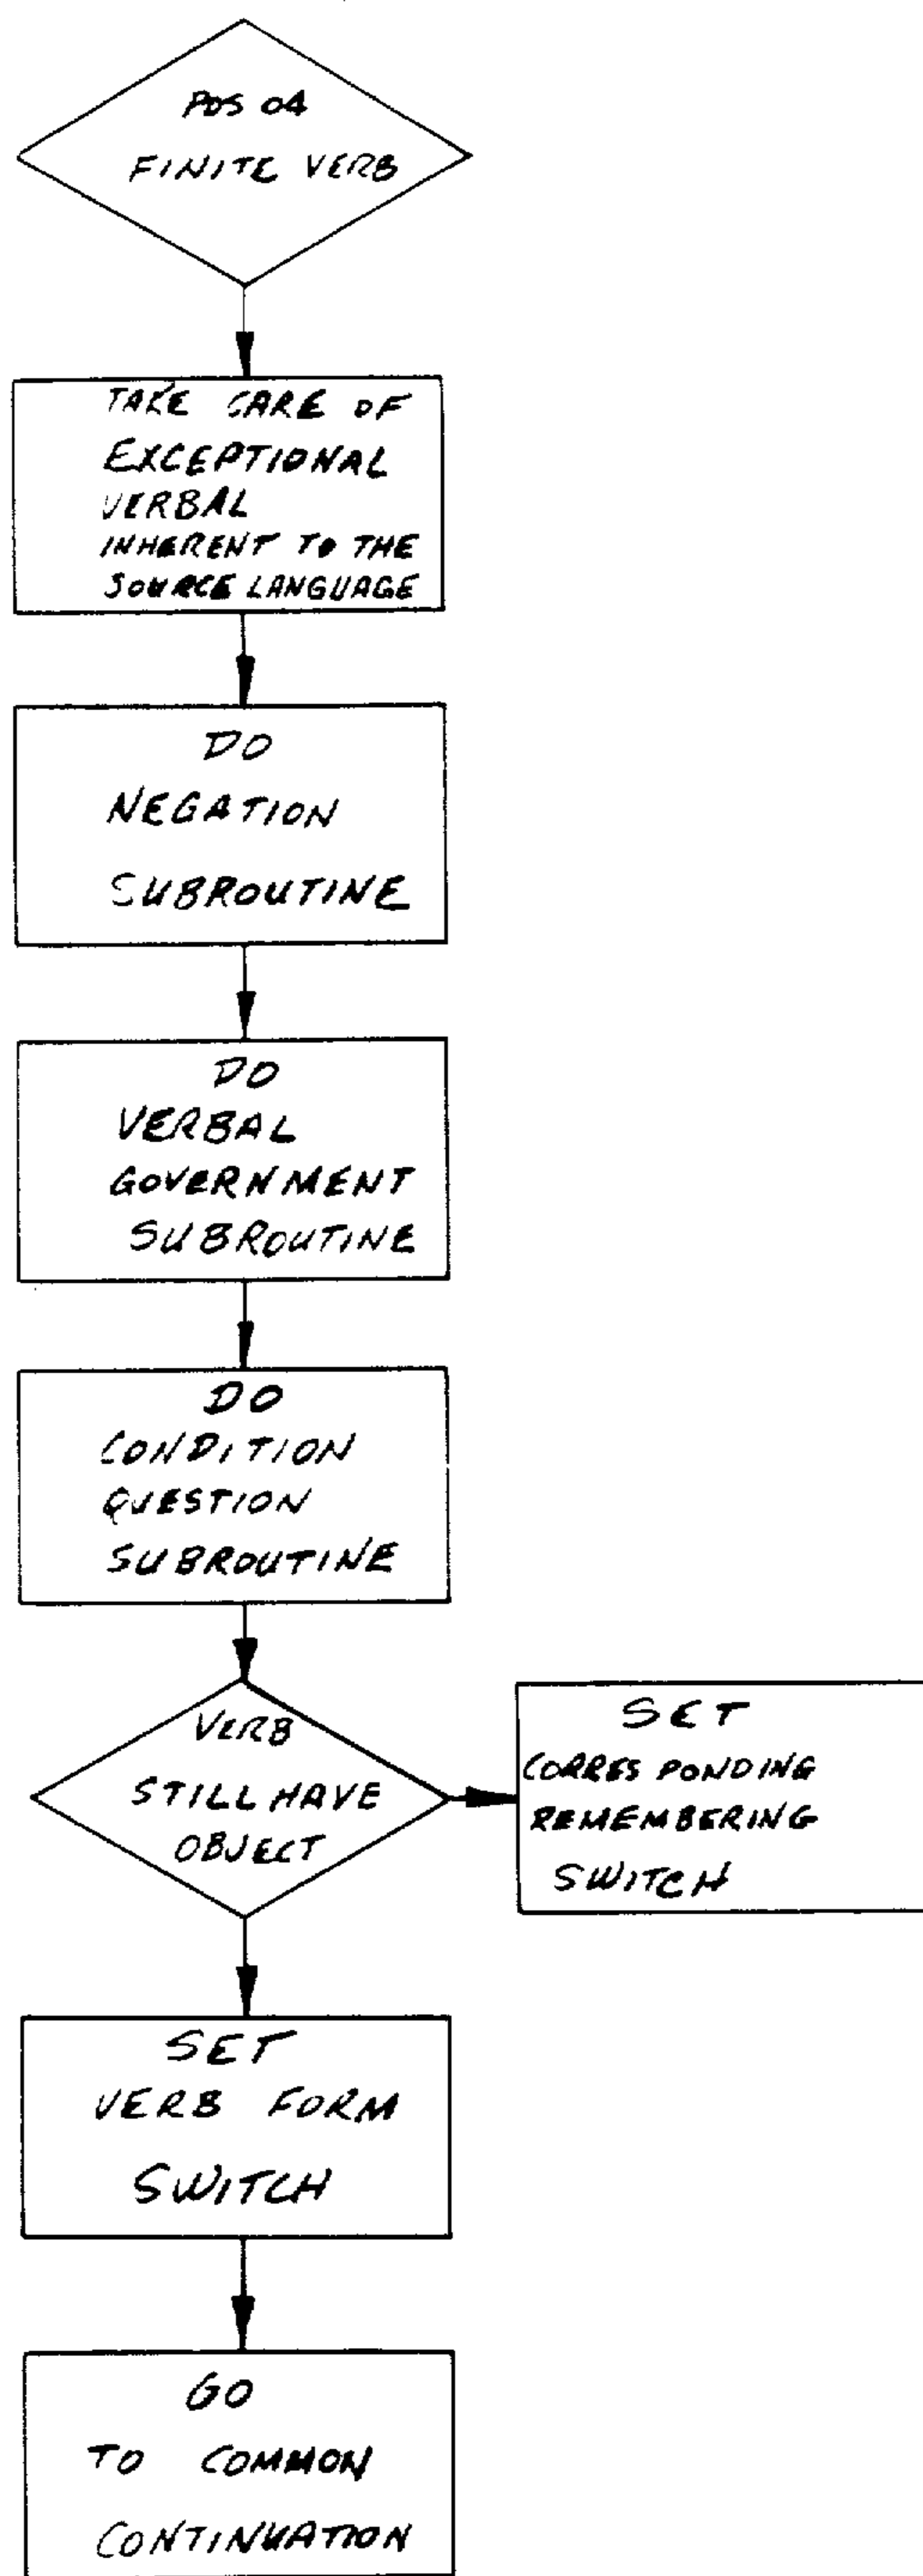 POS 04
FINITE VERB
TAKE CARE OF
EXCEPTIONAL
VERBAL
INHERENT TO THE
SOURCE LANGUAGE
DO
NEGATION
SUBROUTINE
DO
VERBAL
GOVERNMENT
SUBROUTINE
DO
CONDITION
QUESTION
SUBROUTINE
VERB
STILL HAVE
OBJECT
SET
CORRES PONDING
REMEMBERING
SWITCH
SET
VERB FORM
SWITCH
GO
TO COMMON
CONTINUATION